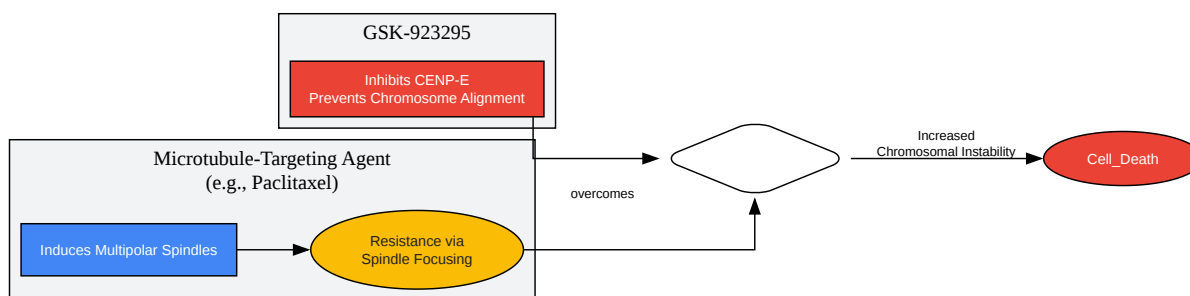 GSK-923295
Inhibits CENP-E
Prevents Chromosome Alignment
Microtubule-Targeting Agent
(e.g., Paclitaxel)
Induces Multipolar Spindles
Resistance via
Spindle Focusing
overcomes
Increased
Chromosomal Instability
Cell_Death